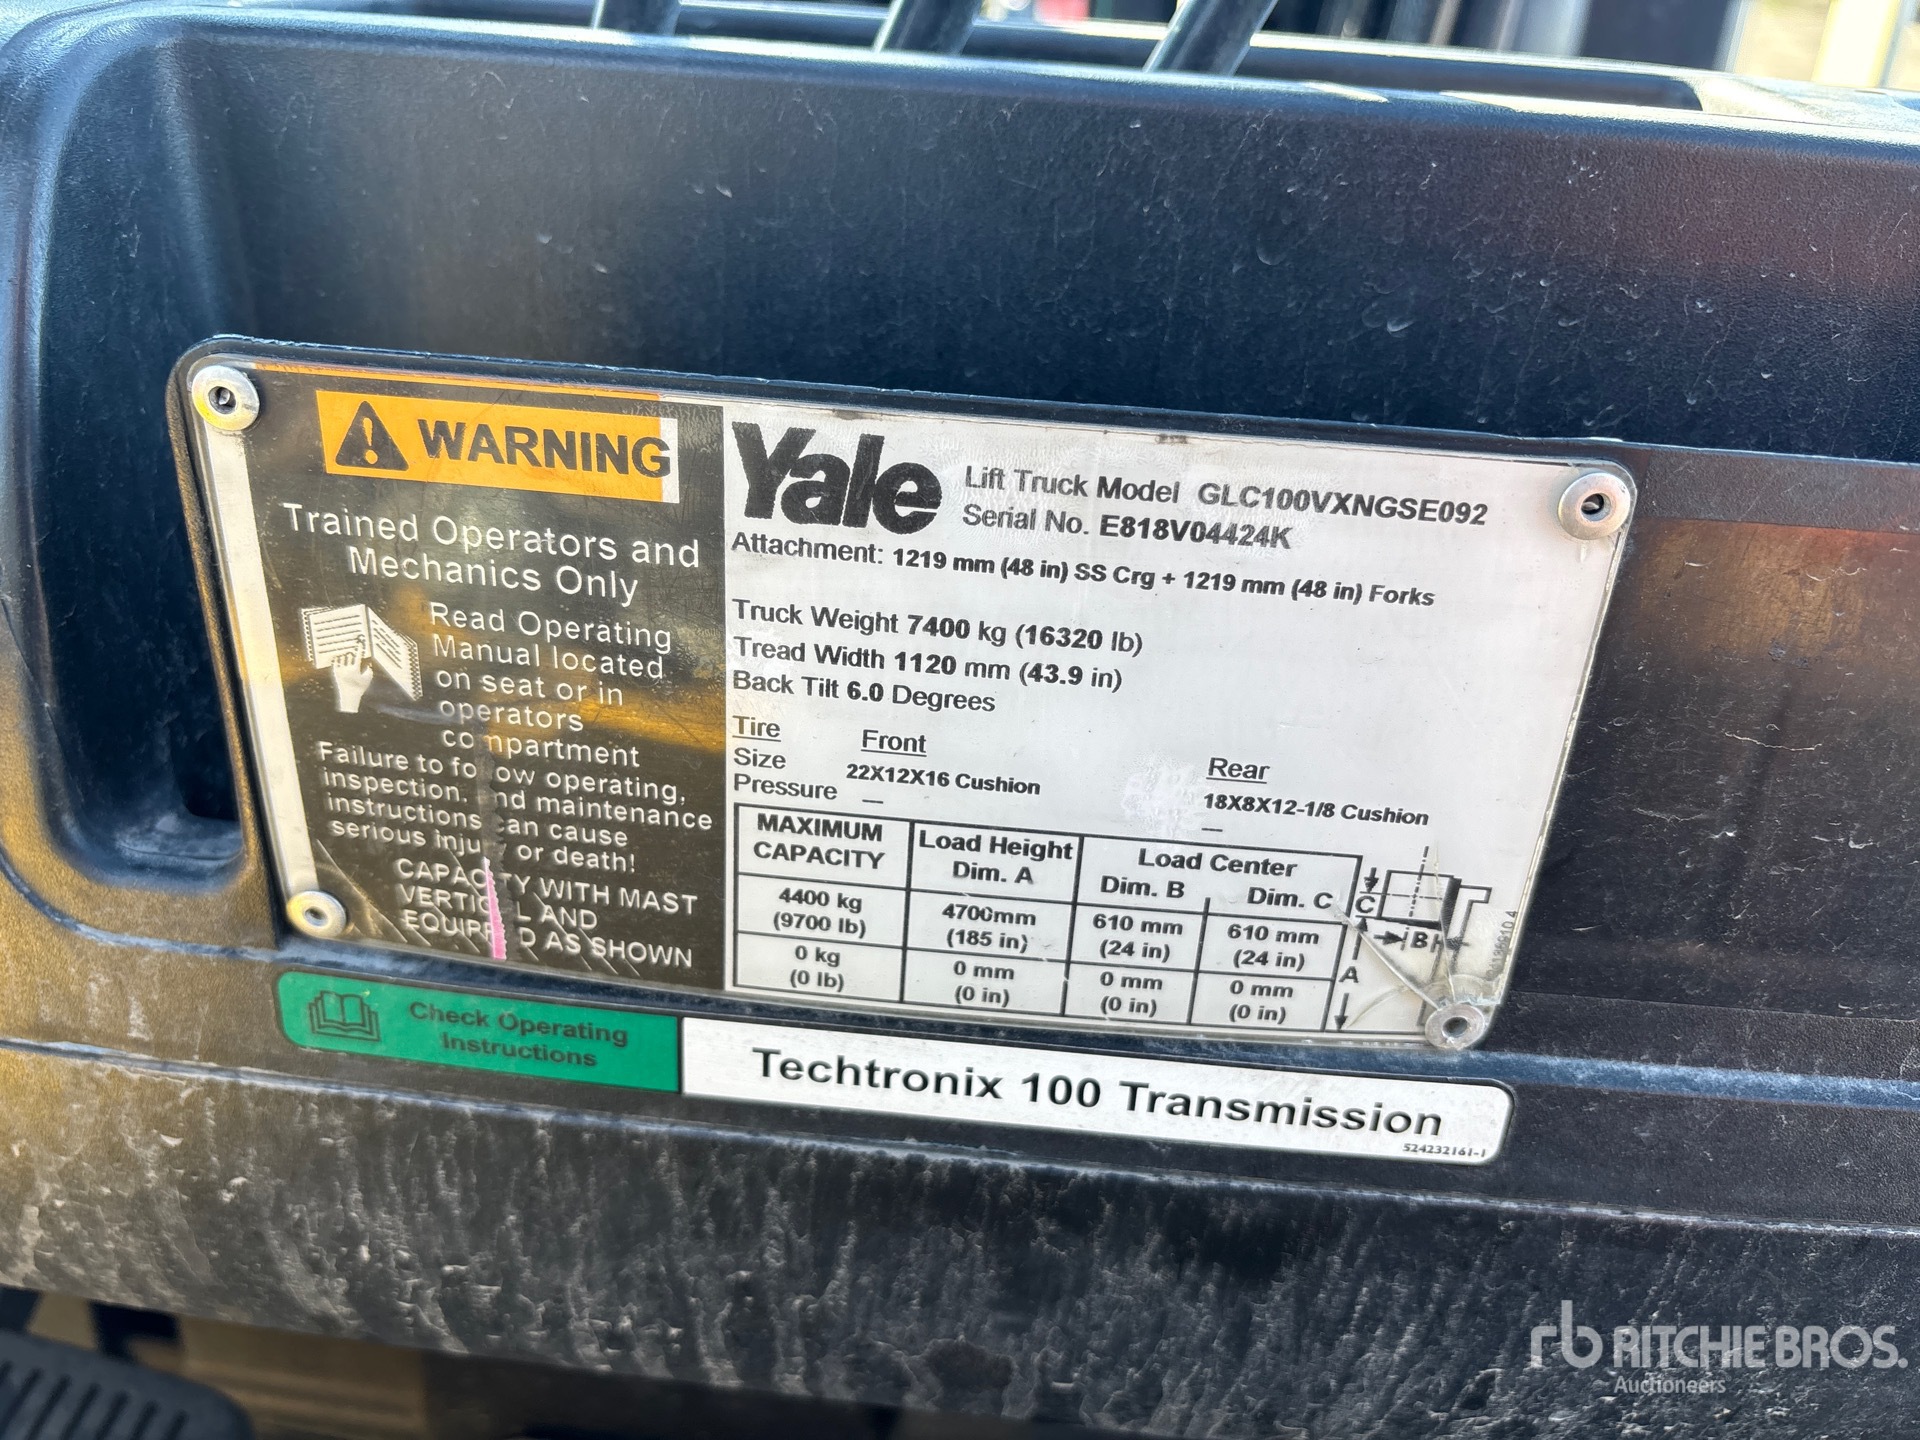 WARNING
Trained Operators and
Mechanics Only
Read Operating
Manual located
on seat or in
operators
compartment
Failure to follow operating,
inspection, and maintenance
instructions can cause
serious injury or death!
CAPACITY WITH MAST
VERTICAL AND
EQUIPPED AS SHOWN
Yale
Lift Truck Model GLC100VXNGSE092
Serial No. E818V04424K
Attachment: 1219 mm (48 in) SS Crg + 1219 mm (48 in) Forks
Truck Weight 7400 kg (16320 lb)
Tread Width 1120 mm (43.9 in)
Back Tilt 6.0 Degrees
Tire Front Rear
Size 22X12X16 Cushion 18X8X12-1/8 Cushion
Pressure — —
MAXIMUM CAPACITY Load Height Dim. A Load Center Dim. B Dim. C
4400 kg 4700mm 610 mm 610 mm
(9700 lb) (185 in) (24 in) (24 in)
0 kg 0 mm 0 mm 0 mm
(0 lb) (0 in) (0 in) (0 in)
C
B
A
Check Operating
Instructions
Techtronix 100 Transmission
524232161-1
rb RITCHIE BROS.
Auctioneers